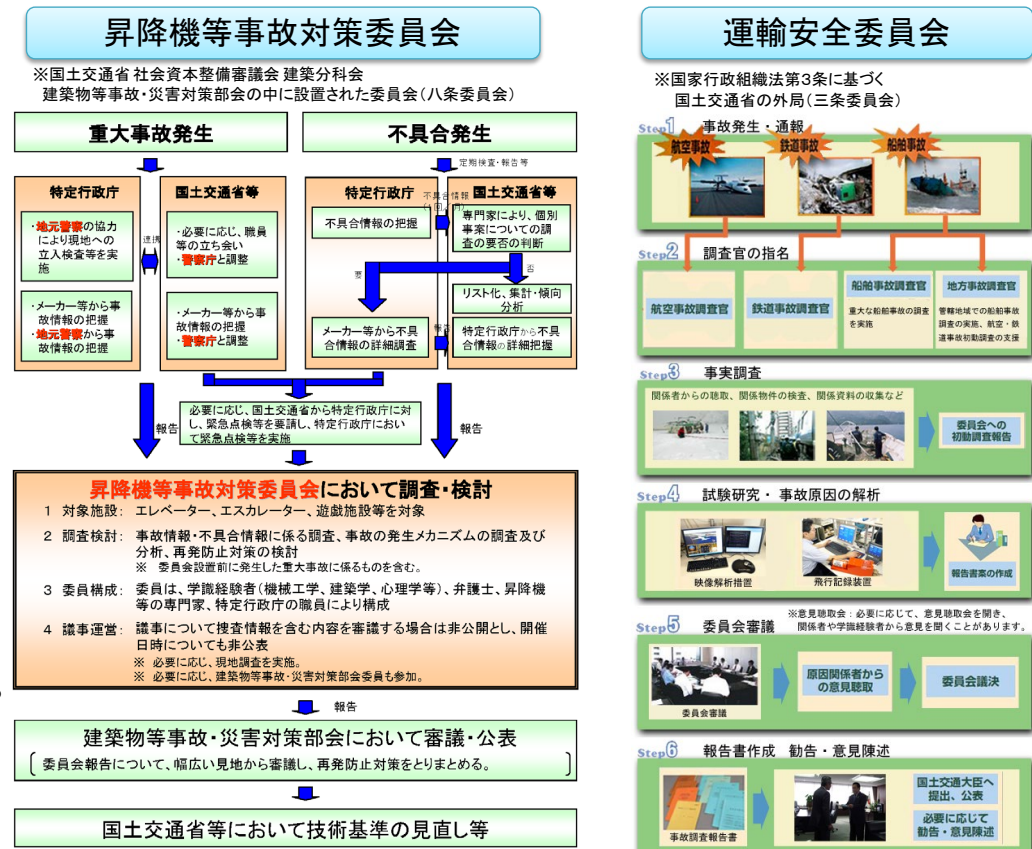 昇降機等事故対策委員会
※国土交通省 社会資本整備審議会 建築分科会
建築物等事故・災害対策部会の中に設置された委員会(八条委員会)
重大事故発生
不具合発生
定期検査・報告等
特定行政庁
国土交通省等
・地元警察の協力
により現地への
立入検査等を実
施
連携
・必要に応じ、職員
等の立ち会い
・警察庁と調整
・メーカー等から事
故情報の把握
・地元警察から事
故情報の把握
・メーカー等から事
故情報の把握
・警察庁と調整
特定行政庁
不具合情報
国土交通省等
不具合情報の把握
専門家により、個別
事案についての調
査の要否の判断
要
否
リスト化、集計・傾向
分析
メーカー等から不具
合情報の詳細調査
報告
特定行政庁から不具
合情報の詳細把握
必要に応じ、国土交通省から特定行政庁に対
し、緊急点検等を要請し、特定行政庁におい
て緊急点検等を実施
報告
報告
昇降機等事故対策委員会において調査・検討
1 対象施設: エレベーター、エスカレーター、遊戯施設等を対象
2 調査検討: 事故情報・不具合情報に係る調査、事故の発生メカニズムの調査及び
分析、再発防止対策の検討
※ 委員会設置前に発生した重大事故に係るものを含む。
3 委員構成: 委員は、学識経験者(機械工学、建築学、心理学等)、弁護士、昇降機
等の専門家、特定行政庁の職員により構成
4 議事運営: 議事について捜査情報を含む内容を審議する場合は非公開とし、開催
日時についても非公表
※ 必要に応じ、現地調査を実施。
※ 必要に応じ、建築物等事故・災害対策部会委員も参加。
報告
建築物等事故・災害対策部会において審議・公表
委員会報告について、幅広い見地から審議し、再発防止対策をとりまとめる。
国土交通省等において技術基準の見直し等
運輸安全委員会
※国家行政組織法第3条に基づく
国土交通省の外局(三条委員会)
Step1 事故発生・通報
航空事故
鉄道事故
船舶事故
Step2 調査官の指名
航空事故調査官
鉄道事故調査官
船舶事故調査官
重大な船舶事故の調査
を実施
地方事故調査官
管轄地域での船舶事故
調査の実施、航空・鉄
道事故初動調査の支援
Step3 事実調査
関係者からの聴取、関係物件の検査、関係資料の収集など
委員会への
初動調査報告
Step4 試験研究・ 事故原因の解析
映像解析措置
飛行記録装置
報告書案の作成
Step5 委員会審議
※意見聴取会:必要に応じて、意見聴取会を開き、
関係者や学識経験者から意見を聞くことがあります。
委員会審議
原因関係者から
の意見聴取
委員会議決
Step6 報告書作成 勧告・意見陳述
事故調査報告書
国土交通大臣へ
提出、公表
必要に応じて
勧告・意見陳述